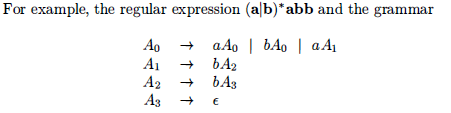 For example, the regular expression (a|b)*abb and the grammar
A₀ → aA₀ | bA₀ | aA₁
A₁ → bA₂
A₂ → bA₃
A₃ → ϵ